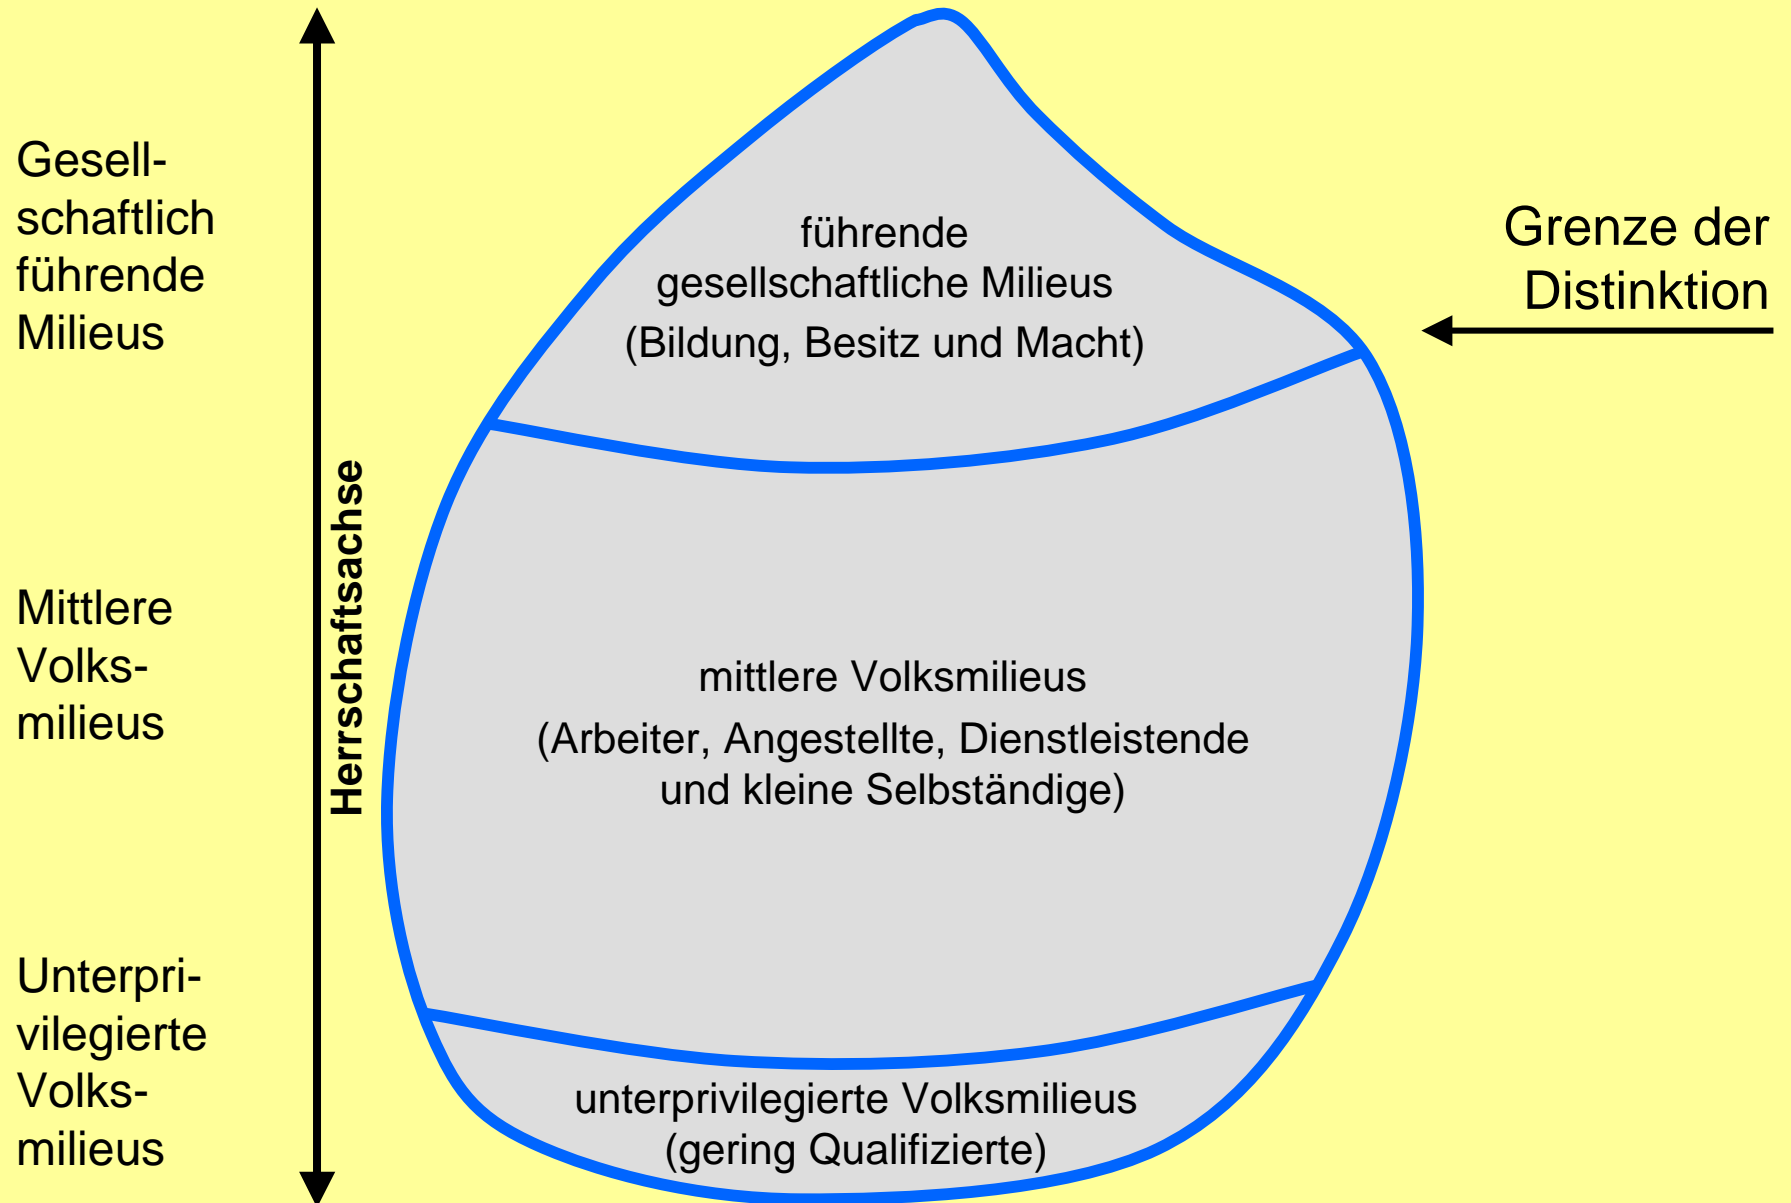 Gesell-
schaftlich
führende
Milieus
Mittlere
Volks-
milieus
Unterpri-
vilegierte
Volks-
milieus
Herrschaftsachse
führende
gesellschaftliche Milieus
(Bildung, Besitz und Macht)
mittlere Volksmilieus
(Arbeiter, Angestellte, Dienstleistende
und kleine Selbständige)
unterprivilegierte Volksmilieus
(gering Qualifizierte)
Grenze der
Distinktion